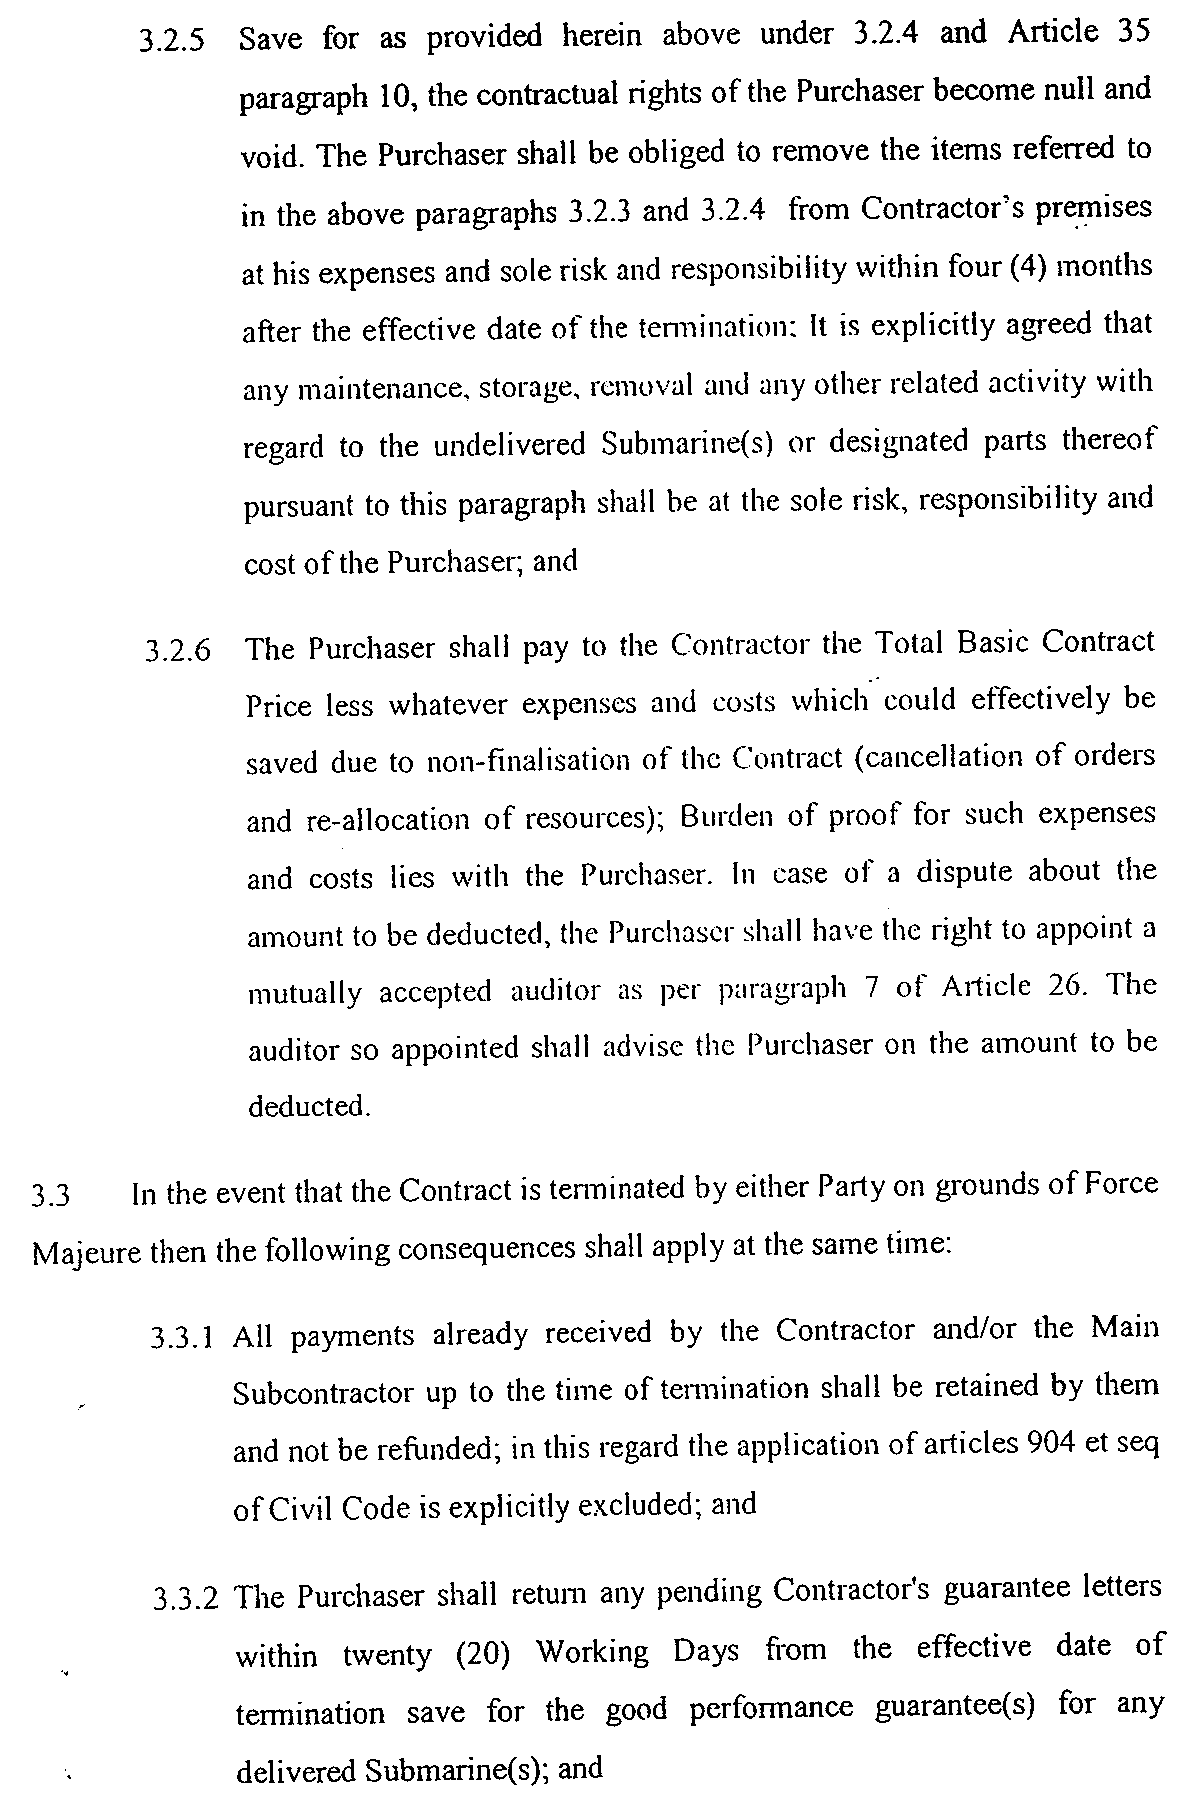 3.2.5 Save for as provided herein above under 3.2.4 and Article 35
paragraph 10, the contractual rights of the Purchaser become null and
void. The Purchaser shall be obliged to remove the items referred to
in the above paragraphs 3.2.3 and 3.2.4 from Contractor's premises
at his expenses and sole risk and responsibility within four (4) months
after the effective date of the termination: It is explicitly agreed that
any maintenance, storage, removal and any other related activity with
regard to the undelivered Submarine(s) or designated parts thereof
pursuant to this paragraph shall be at the sole risk, responsibility and
cost of the Purchaser; and
3.2.6 The Purchaser shall pay to the Contractor the Total Basic Contract
Price less whatever expenses and costs which could effectively be
saved due to non-finalisation of the Contract (cancellation of orders
and re-allocation of resources); Burden of proof for such expenses
and costs lies with the Purchaser. In case of a dispute about the
amount to be deducted, the Purchaser shall have the right to appoint a
mutually accepted auditor as per paragraph 7 of Article 26. The
auditor so appointed shall advise the Purchaser on the amount to be
deducted.
3.3 In the event that the Contract is terminated by either Party on grounds of Force
Majeure then the following consequences shall apply at the same time:
3.3.1 All payments already received by the Contractor and/or the Main
Subcontractor up to the time of termination shall be retained by them
and not be refunded; in this regard the application of articles 904 et seq
of Civil Code is explicitly excluded; and
3.3.2 The Purchaser shall return any pending Contractor's guarantee letters
within twenty (20) Working Days from the effective date of
termination save for the good performance guarantee(s) for any
delivered Submarine(s); and